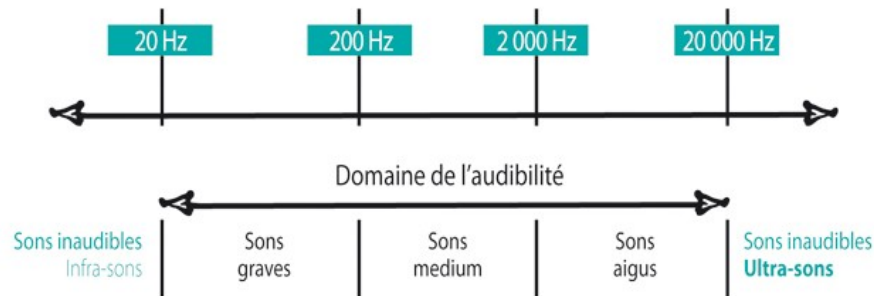 20 Hz
200 Hz
2 000 Hz
20 000 Hz
Domaine de l’audibilité
Sons inaudibles
Infra-sons
Sons
graves
Sons
medium
Sons
aigus
Sons inaudibles
Ultra-sons